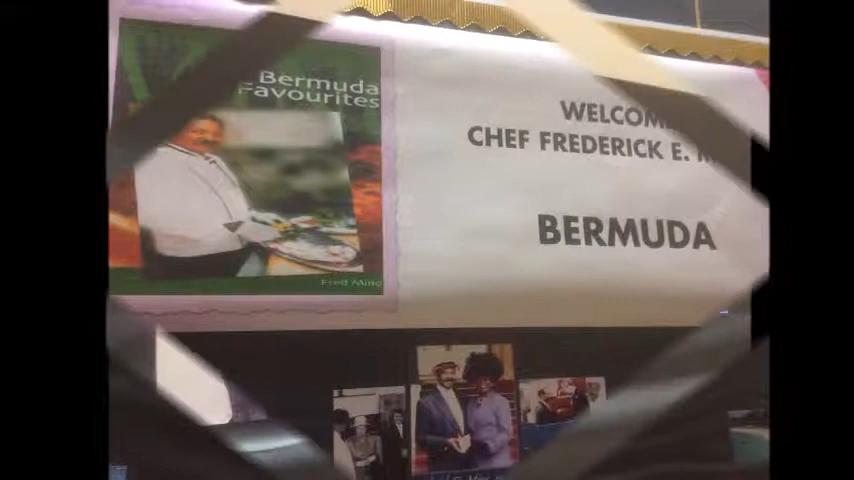 Bermuda
Favourites
Fred Ming
WELCOM
CHEF FREDERICK E. M
BERMUDA